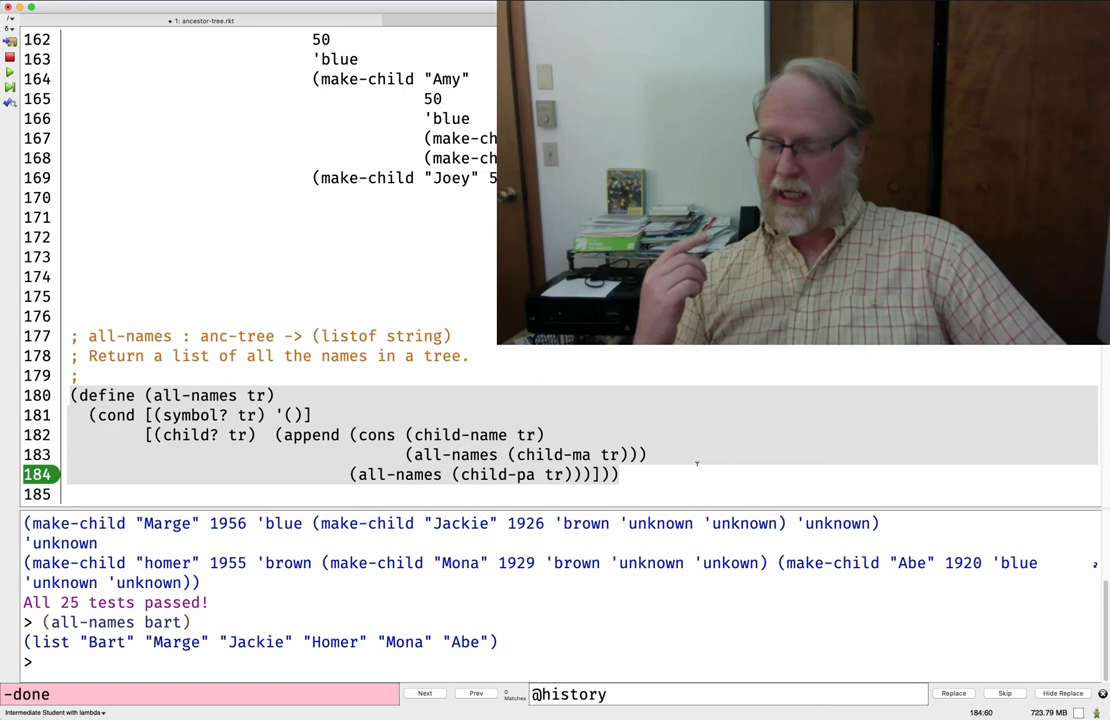 1: ancestor-tree.rkt
162 50
163 'blue
164 (make-child "Amy"
165 50
166 'blue
167 (make-ch
168 (make-ch
169 (make-child "Joey" 5
170
171
172
173
174
175
176
177 ; all-names : anc-tree -> (listof string)
178 ; Return a list of all the names in a tree.
179 ;
180 (define (all-names tr)
181 (cond [(symbol? tr) '()]
182 [(child? tr) (append (cons (child-name tr)
183 (all-names (child-ma tr)))
184 (all-names (child-pa tr)))]))
185
(make-child "Marge" 1956 'blue (make-child "Jackie" 1926 'brown 'unknown 'unknown) 'unknown)
'unknown
(make-child "homer" 1955 'brown (make-child "Mona" 1929 'brown 'unknown 'unkown) (make-child "Abe" 1920 'blue
'unknown 'unknown))
All 25 tests passed!
> (all-names bart)
(list "Bart" "Marge" "Jackie" "Homer" "Mona" "Abe")
>
-done Next Prev 0 Matches @history Replace Skip Hide Replace
Intermediate Student with lambda 184:60 723.79 MB